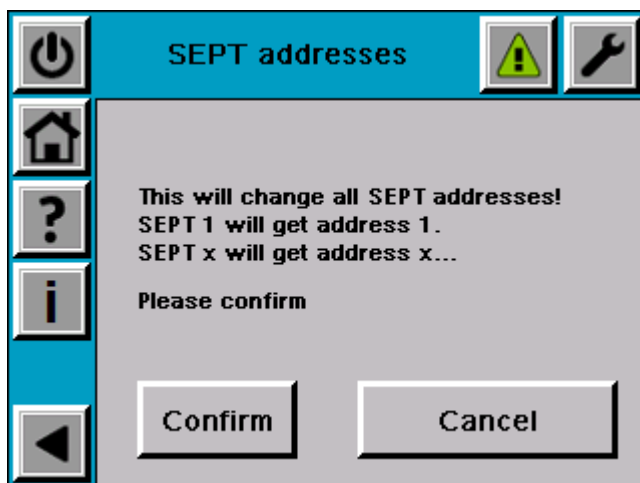 SEPT addresses
This will change all SEPT addresses!
SEPT 1 will get address 1.
SEPT x will get address x...
Please confirm
Confirm
Cancel